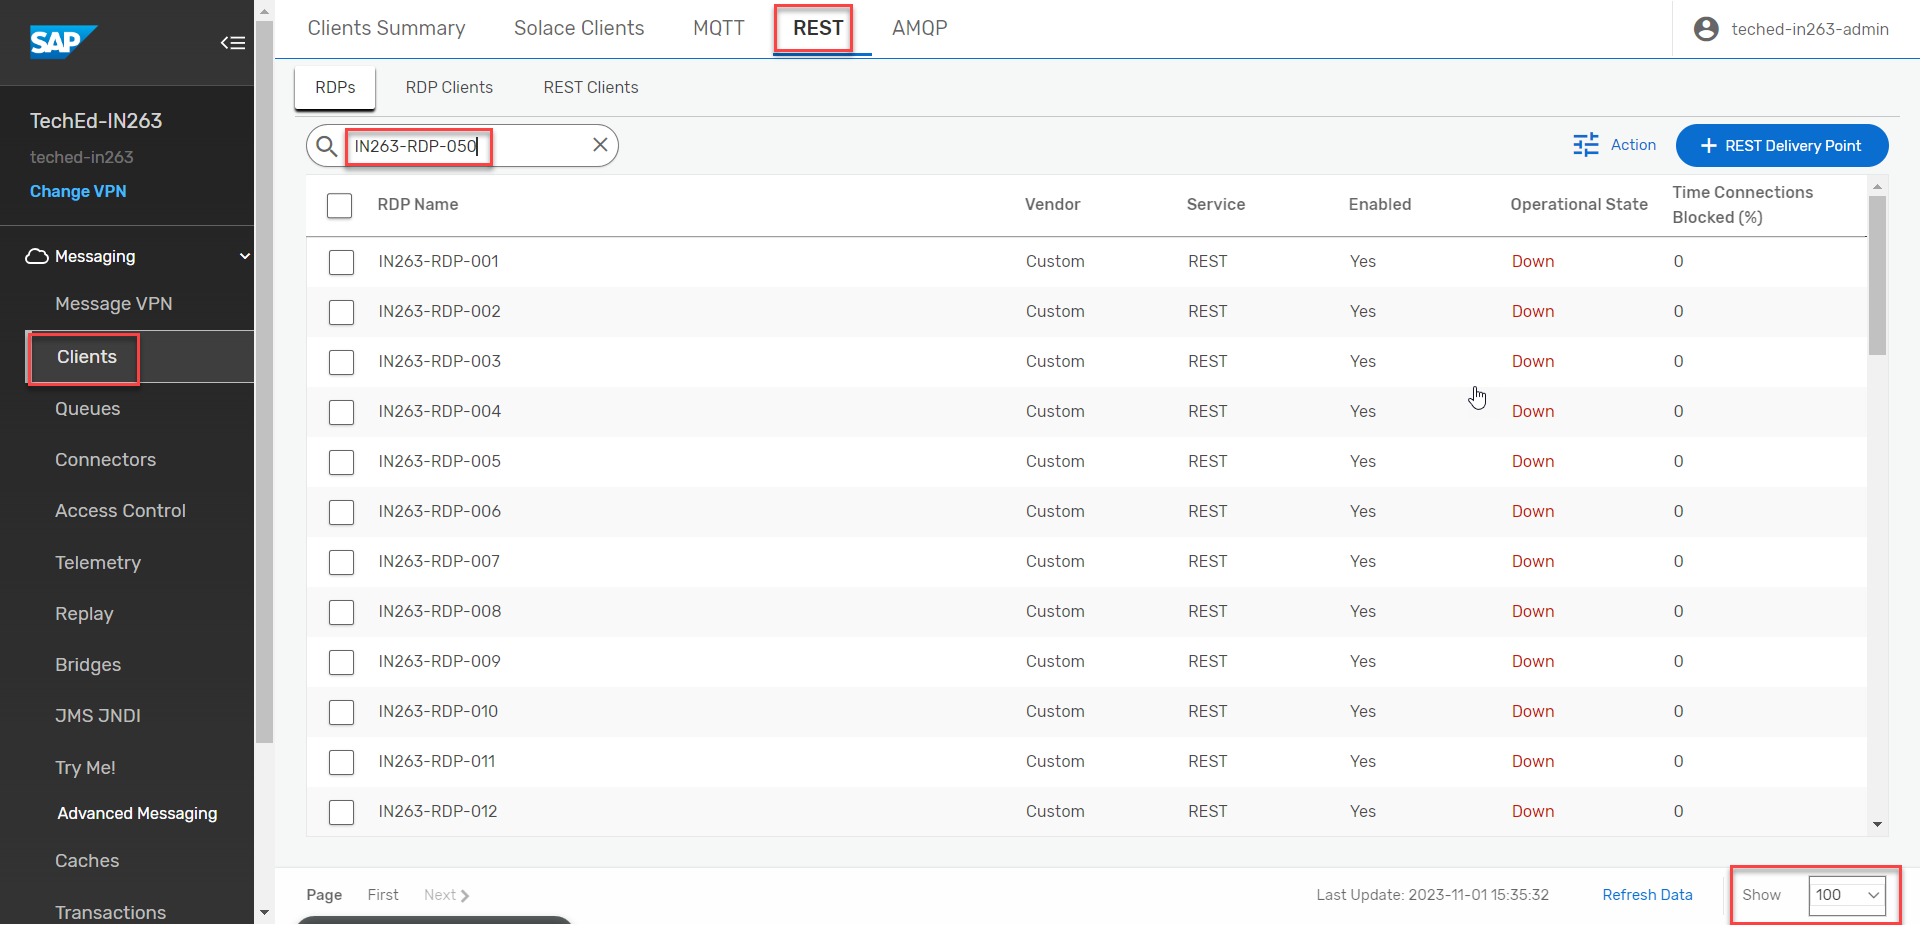 SAP
TechEd-IN263
teched-in263
Change VPN
Messaging
Message VPN
Clients
Queues
Connectors
Access Control
Telemetry
Replay
Bridges
JMS JNDI
Try Me!
Advanced Messaging
Caches
Transactions
Clients Summary Solace Clients MQTT REST AMQP
teched-in263-admin
RDPs RDP Clients REST Clients
IN263-RDP-050
Action + REST Delivery Point
RDP Name Vendor Service Enabled Operational State Time Connections
Blocked (%)
IN263-RDP-001 Custom REST Yes Down 0
IN263-RDP-002 Custom REST Yes Down 0
IN263-RDP-003 Custom REST Yes Down 0
IN263-RDP-004 Custom REST Yes Down 0
IN263-RDP-005 Custom REST Yes Down 0
IN263-RDP-006 Custom REST Yes Down 0
IN263-RDP-007 Custom REST Yes Down 0
IN263-RDP-008 Custom REST Yes Down 0
IN263-RDP-009 Custom REST Yes Down 0
IN263-RDP-010 Custom REST Yes Down 0
IN263-RDP-011 Custom REST Yes Down 0
IN263-RDP-012 Custom REST Yes Down 0
Page First Next Last Update: 2023-11-01 15:35:32 Refresh Data Show 100